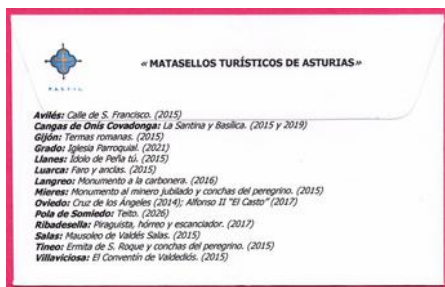 « MATASELLOS TURÍSTICOS DE ASTURIAS»
Avilés: Calle de S. Francisco. (2015)
Cangas de Onís Covadonga: La Santina y Basílica. (2015 y 2019)
Gijón: Termas romanas. (2015)
Grado: Iglesia Parroquial. (2021)
Llanes: Ídolo de Peña tú. (2015)
Luarca: Faro y anclas. (2015)
Langreo: Monumento a la carbonera. (2016)
Mieres: Monumento al minero jubilado y conchas del peregrino. (2015)
Oviedo: Cruz de los Ángeles (2014); Alfonso II "El Casto" (2017)
Pola de Somiedo: Teito. (2026)
Ribadesella: Piraguista, hórreo y escanciador. (2017)
Salas: Mausoleo de Valdés Salas. (2015)
Tineo: Ermita de S. Roque y conchas del peregrino. (2015)
Villaviciosa: El Conventín de Valdediós. (2015)